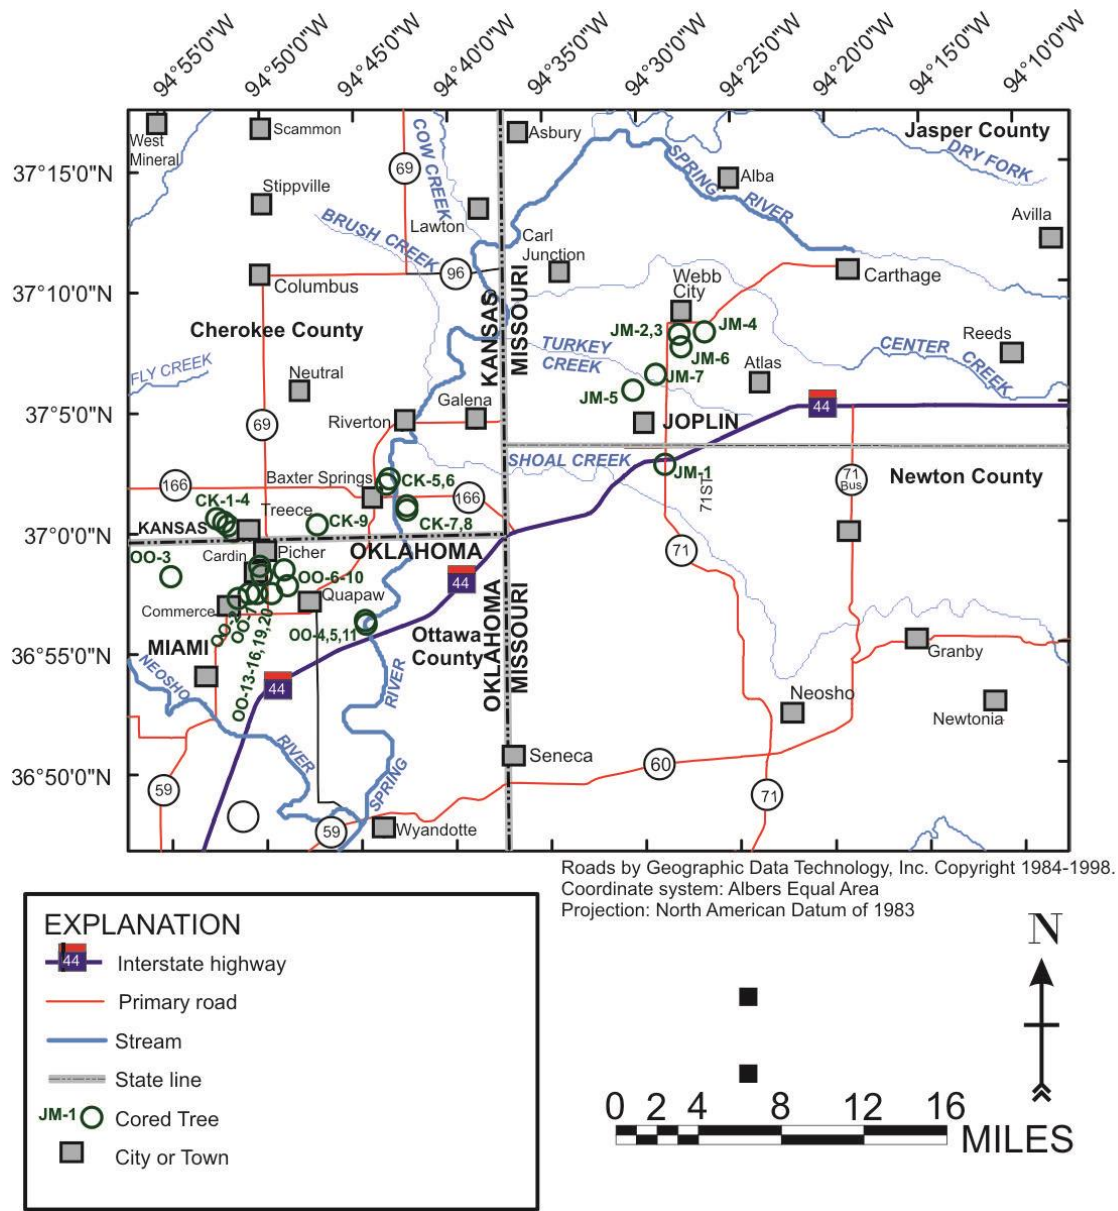 94°55'0"W
94°50'0"W
94°45'0"W
94°40'0"W
94°35'0"W
94°30'0"W
94°25'0"W
94°20'0"W
94°15'0"W
94°10'0"W
37°15'0"N
37°10'0"N
37°5'0"N
37°0'0"N
36°55'0"N
36°50'0"N
West
Mineral
Scammon
69
COW CREEK
Asbury
Jasper County
DRY FORK
Stippville
SPRING
RIVER
Alba
BRUSH CREEK
Lawton
Carl
Junction
Avilla
96
Columbus
Webb
City
Carthage
Cherokee County
KANSAS
MISSOURI
JM-2,3
JM-4
JM-6
JM-7
JM-5
TURKEY
CREEK
Atlas
CENTER CREEK
Reeds
FLY CREEK
Neutral
Galena
44
69
Riverton
JOPLIN
SHOAL CREEK
JM-1
Newton County
Baxter Springs
CK-5,6
166
166
71ST
71
Bus
CK-1-4
Treece
KANSAS
CK-9
CK-7,8
OO-3
Cardin
Picher
OKLAHOMA
71
OO-6-10
44
Quapaw
Commerce
OO-13-16,19,20
OO-4,5,11
Ottawa
County
OKLAHOMA
MISSOURI
MIAMI
Granby
NEOSHO
RIVER
44
RIVER
SPRING
Neosho
Newtonia
Seneca
60
59
71
59
Wyandotte
Roads by Geographic Data Technology, Inc. Copyright 1984-1998.
Coordinate system: Albers Equal Area
Projection: North American Datum of 1983
EXPLANATION
44 Interstate highway
Primary road
Stream
State line
JM-1 Cored Tree
City or Town
N
0 2 4 8 12 16
MILES